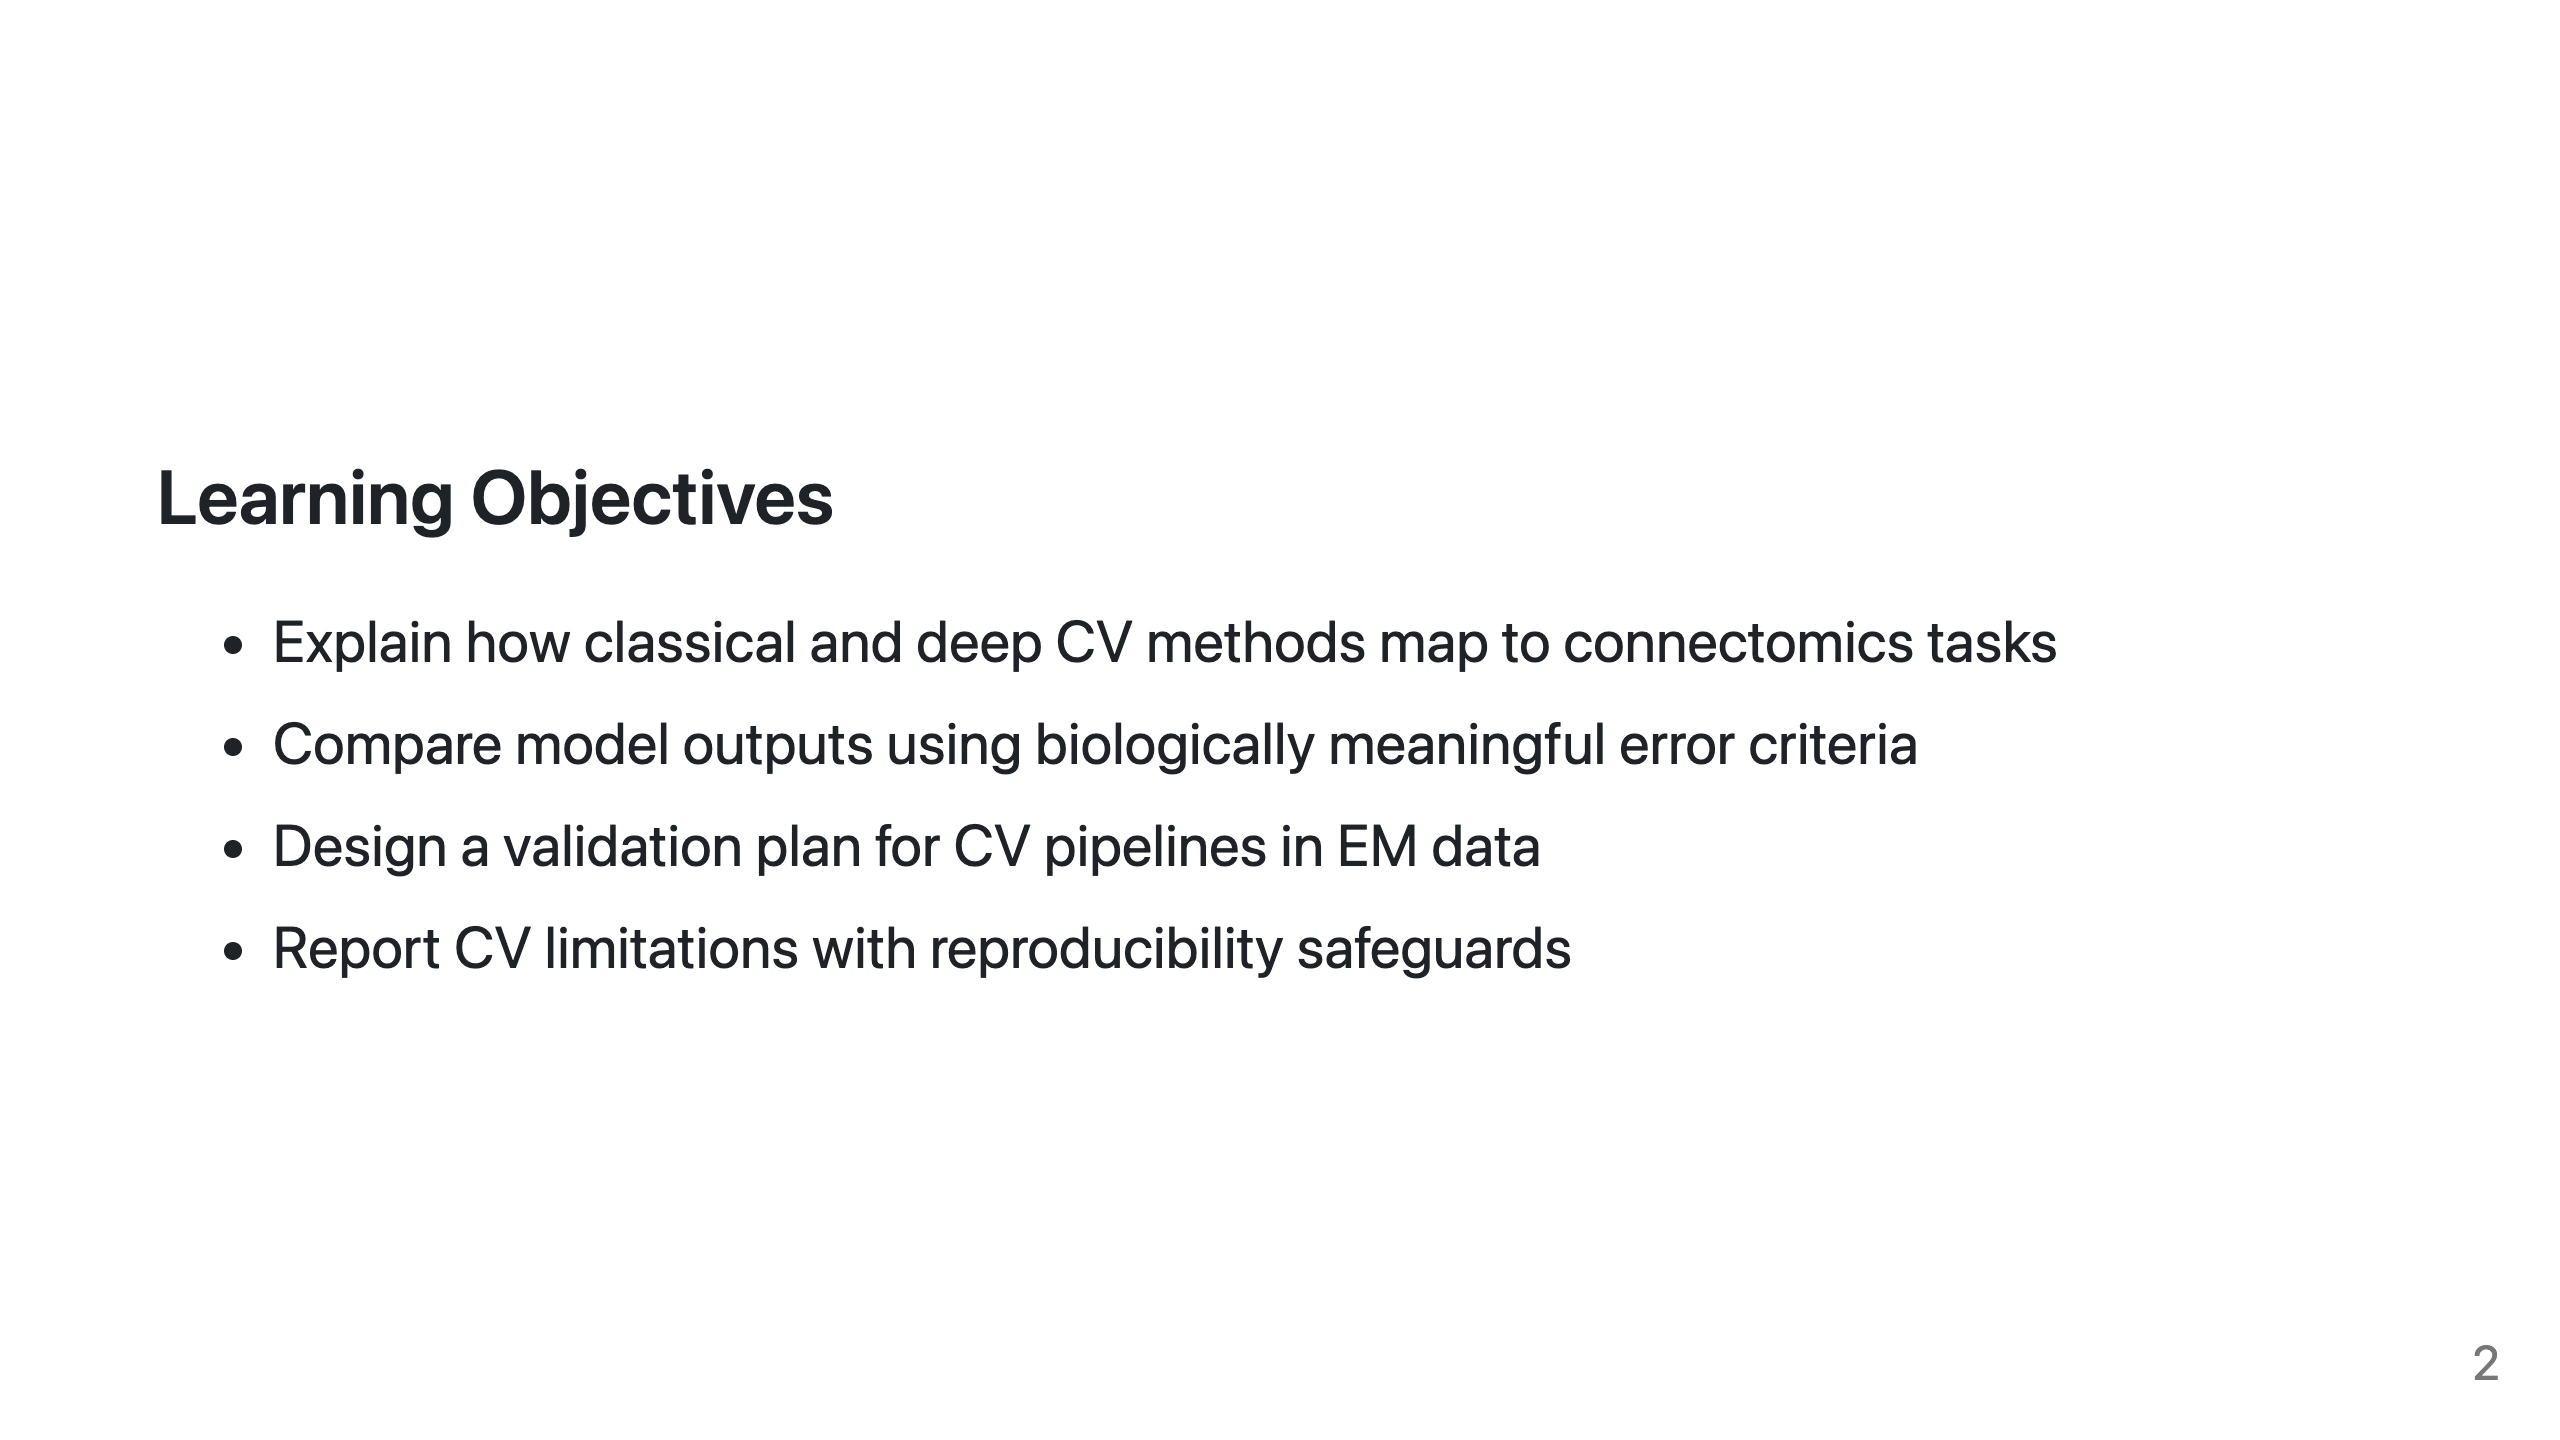 Learning Objectives
• Explain how classical and deep CV methods map to connectomics tasks
• Compare model outputs using biologically meaningful error criteria
• Design a validation plan for CV pipelines in EM data
• Report CV limitations with reproducibility safeguards
2